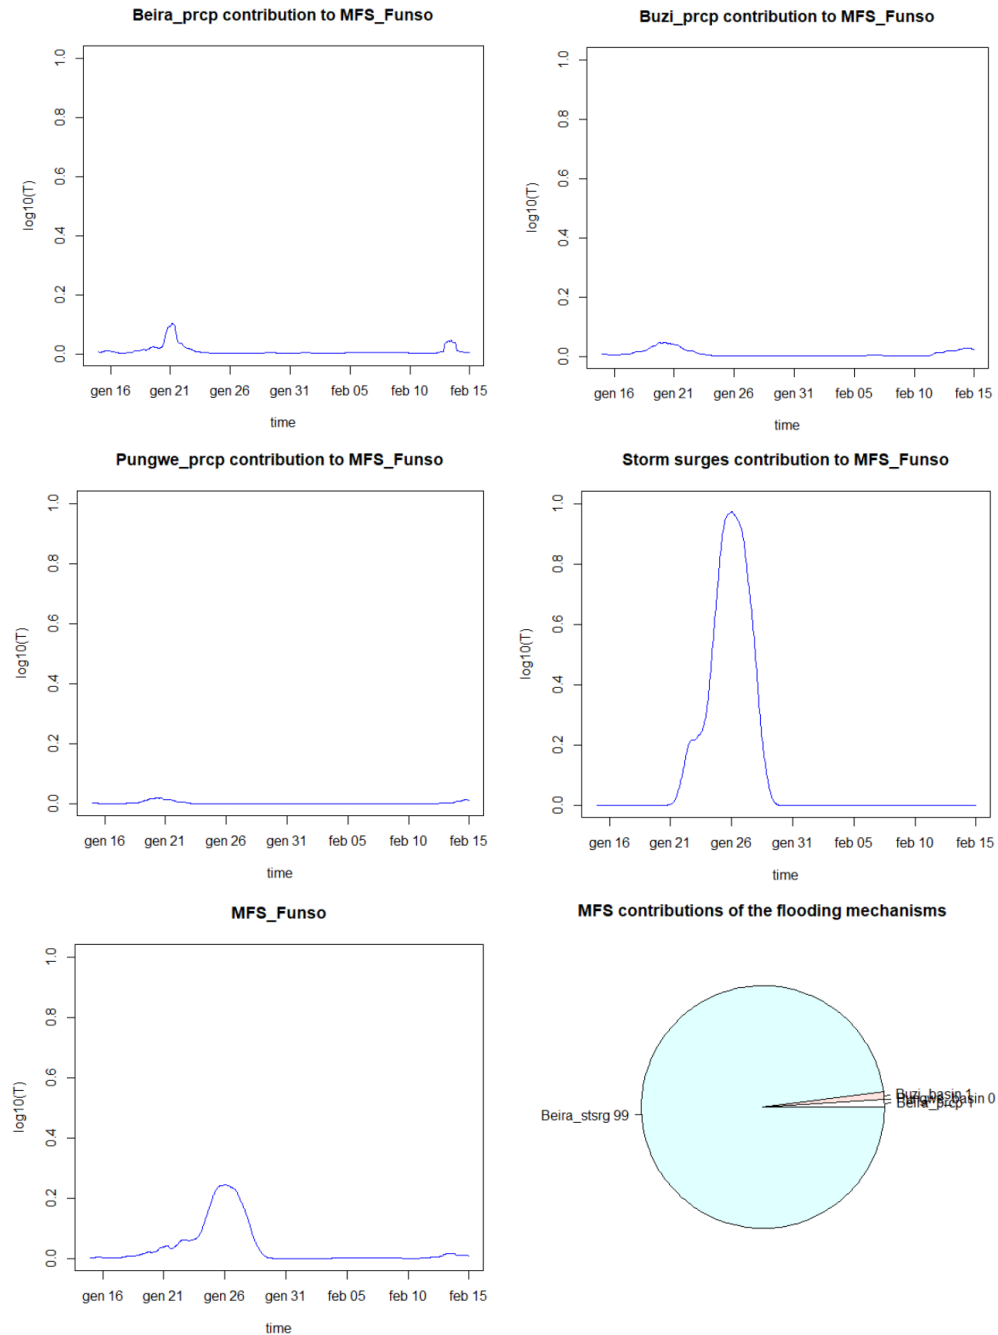 Beira_prcp contribution to MFS_Funso
log10(T)
0.0 0.2 0.4 0.6 0.8 1.0
gen 16 gen 21 gen 26 gen 31 feb 05 feb 10 feb 15
time
Buzi_prcp contribution to MFS_Funso
log10(T)
0.0 0.2 0.4 0.6 0.8 1.0
gen 16 gen 21 gen 26 gen 31 feb 05 feb 10 feb 15
time
Pungwe_prcp contribution to MFS_Funso
log10(T)
0.0 0.2 0.4 0.6 0.8 1.0
gen 16 gen 21 gen 26 gen 31 feb 05 feb 10 feb 15
time
Storm surges contribution to MFS_Funso
log10(T)
0.0 0.2 0.4 0.6 0.8 1.0
gen 16 gen 21 gen 26 gen 31 feb 05 feb 10 feb 15
time
MFS_Funso
log10(T)
0.0 0.2 0.4 0.6 0.8 1.0
gen 16 gen 21 gen 26 gen 31 feb 05 feb 10 feb 15
time
MFS contributions of the flooding mechanisms
Beira_stsrg 99
Buzi_basin 1
Pungwe_basin 0
Beira_prcp 1